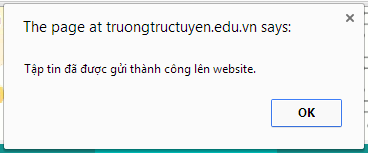 The page at truongtructuyen.edu.vn says:
Tập tin đã được gửi thành công lên website.
OK